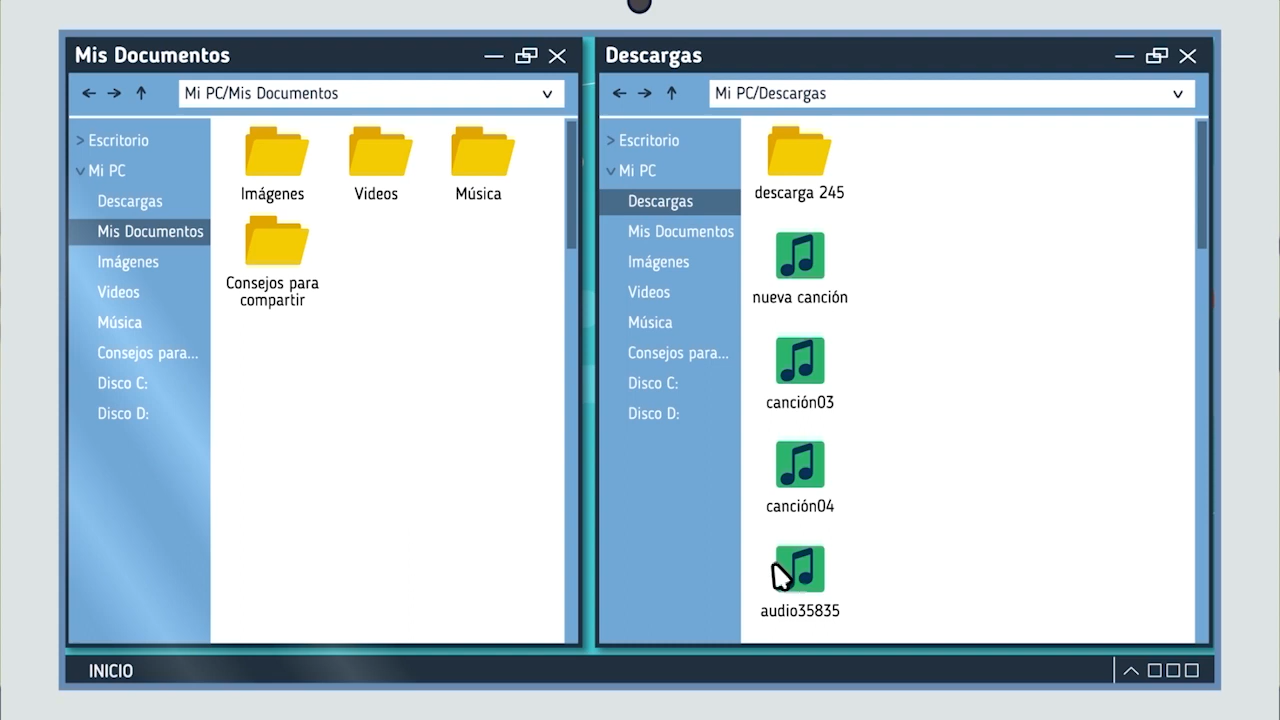 Mis Documentos
Mi PC/Mis Documentos
> Escritorio
Mi PC
Descargas
Mis Documentos
Imágenes
Videos
Música
Consejos para...
Disco C:
Disco D:
Imágenes
Videos
Música
Consejos para
compartir
Descargas
Mi PC/Descargas
> Escritorio
Mi PC
Descargas
Mis Documentos
Imágenes
Videos
Música
Consejos para...
Disco C:
Disco D:
descarga 245
nueva canción
canción03
canción04
audio35835
INICIO